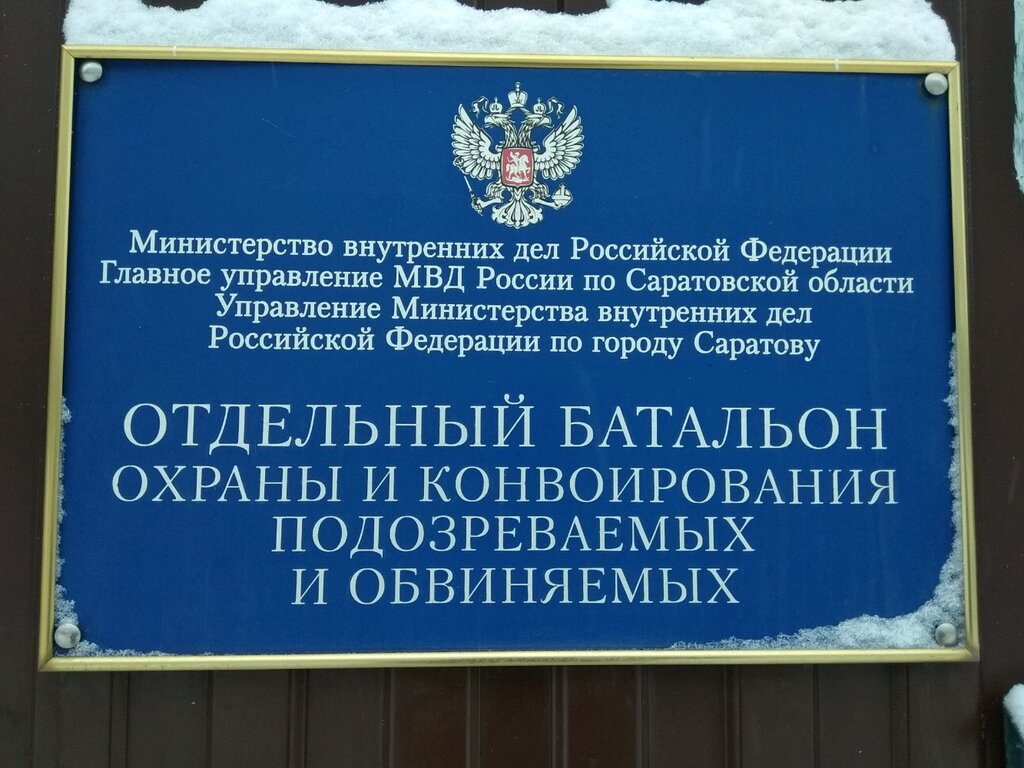 Министерство внутренних дел Российской Федерации
Главное управление МВД России по Саратовской области
Управление Министерства внутренних дел
Российской Федерации по городу Саратову
ОТДЕЛЬНЫЙ БАТАЛЬОН
ОХРАНЫ И КОНВОИРОВАНИЯ
ПОДОЗРЕВАЕМЫХ
И ОБВИНЯЕМЫХ